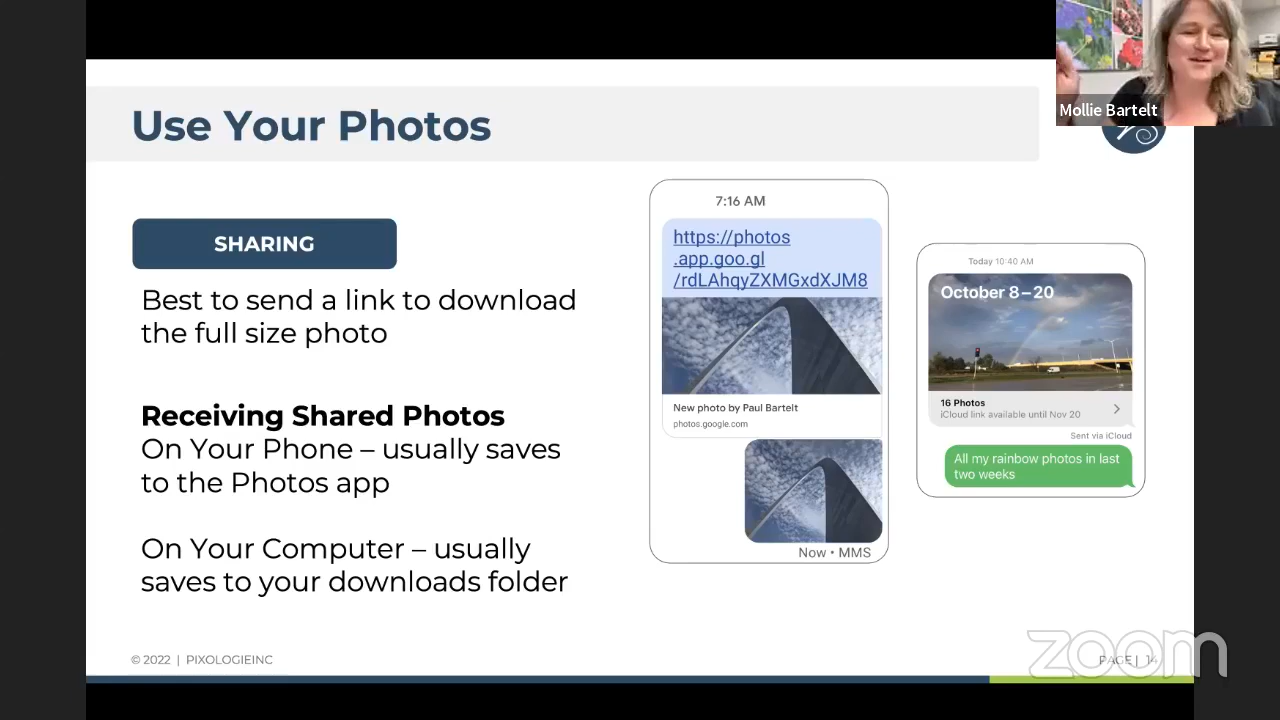 Mollie Bartelt
Use Your Photos
SHARING
Best to send a link to download
the full size photo
Receiving Shared Photos
On Your Phone – usually saves
to the Photos app
On Your Computer – usually
saves to your downloads folder
7:16 AM
https://photos
.app.goo.gl
/rdLAhqyZXMGxdXJM8
New photo by Paul Bartelt
photos.google.com
Now • MMS
Today 10:40 AM
October 8–20
16 Photos
iCloud link available until Nov 20
Sent via iCloud
All my rainbow photos in last
two weeks
© 2022 | PIXOLOGIEINC
PAGE | 14
zoom